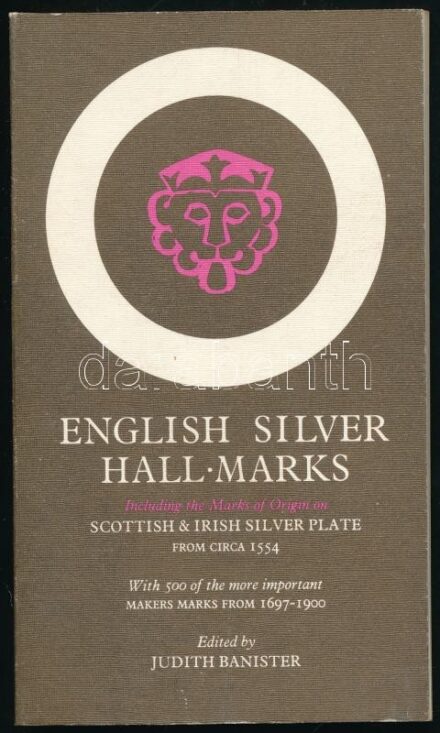 darabanth
ENGLISH SILVER
HALL·MARKS
Including the Marks of Origin on
SCOTTISH & IRISH SILVER PLATE
FROM CIRCA 1554
With 500 of the more important
MAKERS MARKS FROM 1697-1900
Edited by
JUDITH BANISTER